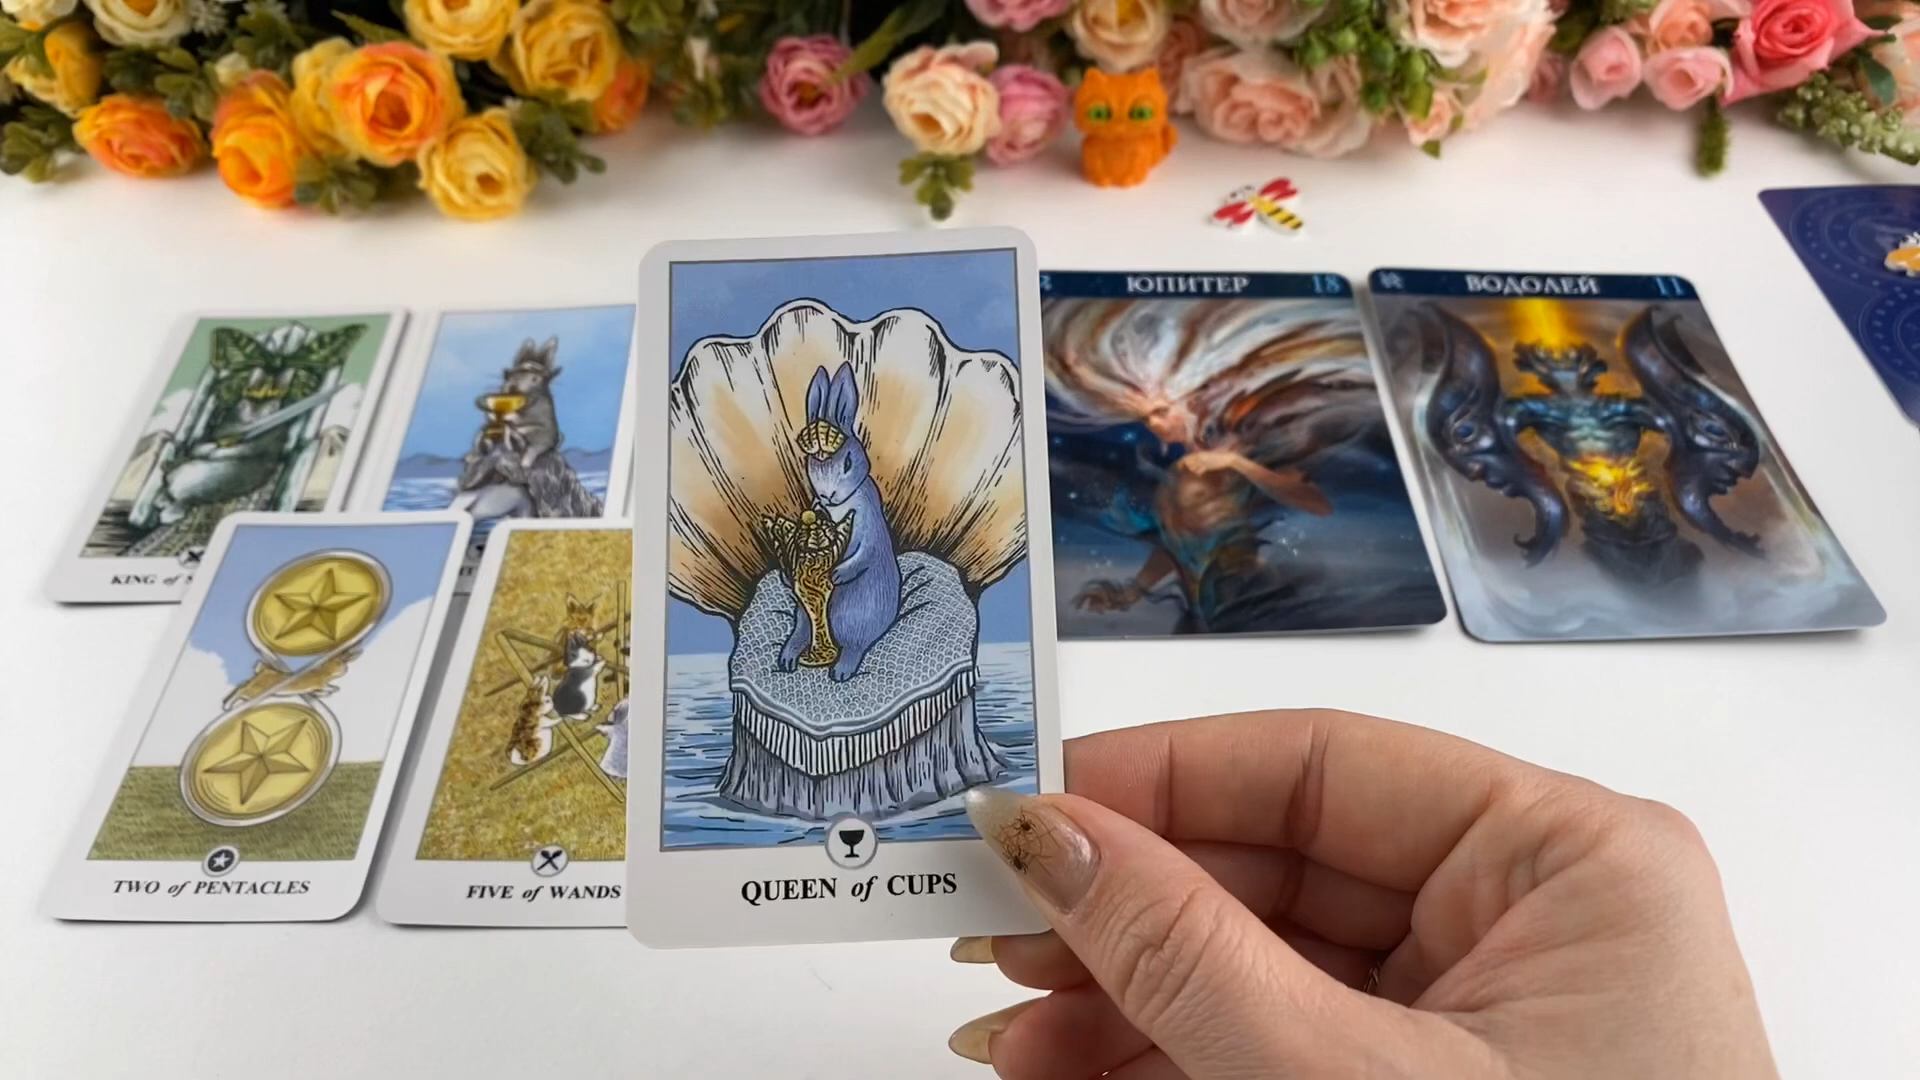 ЮПИТЕР 18
ВОДОЛЕЙ 11
KING of
TWO of PENTACLES
FIVE of WANDS
QUEEN of CUPS